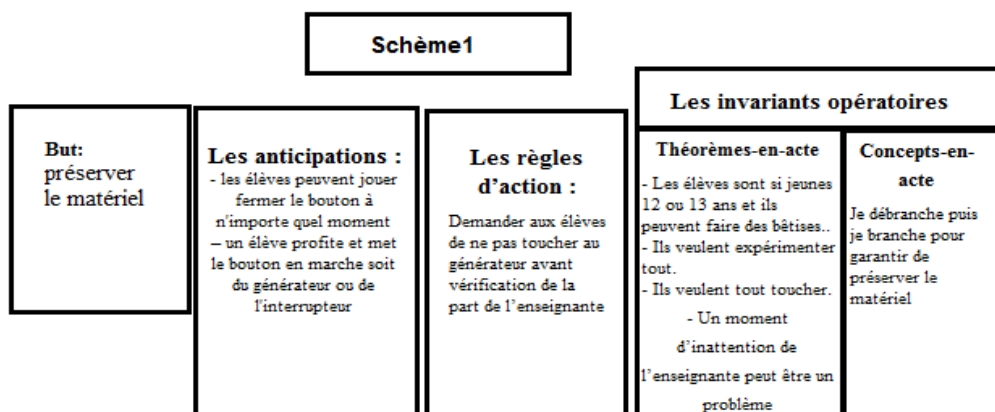 Schème1
But:
préserver
le matériel
Les anticipations :
- les élèves peuvent jouer
fermer le bouton à
n'importe quel moment
– un élève profite et met
le bouton en marche soit
du générateur ou de
l'interrupteur
Les règles
d’action :
Demander aux élèves
de ne pas toucher au
générateur avant
vérification de la
part de l’enseignante
Les invariants opératoires
Théorèmes-en-acte
- Les élèves sont si jeunes
12 ou 13 ans et ils
peuvent faire des bêtises..
- Ils veulent expérimenter
tout.
- Ils veulent tout toucher.
- Un moment
d’inattention de
l’enseignante peut être un
problème
Concepts-en-
acte
Je débranche puis
je branche pour
garantir de
préserver le
matériel